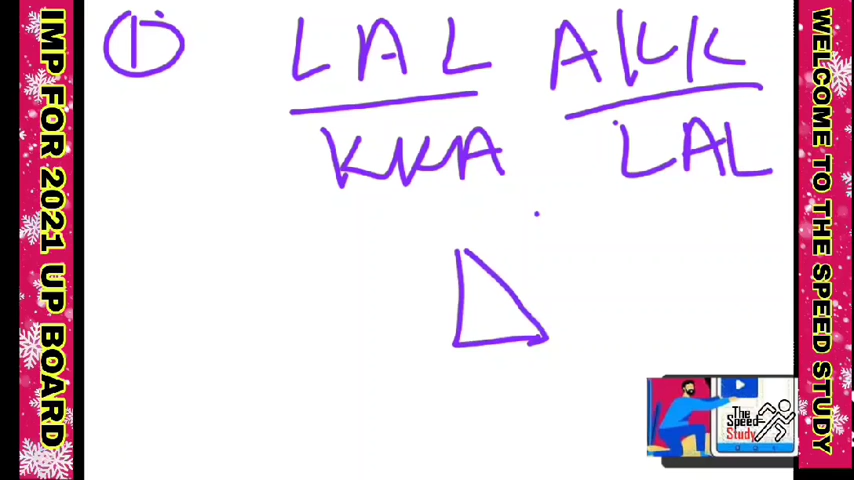 IMP FOR 2021 UP BOARD
1 LAL AKK
KKA LAL
The
Speed
Study
WELCOME TO THE SPEED STUDY